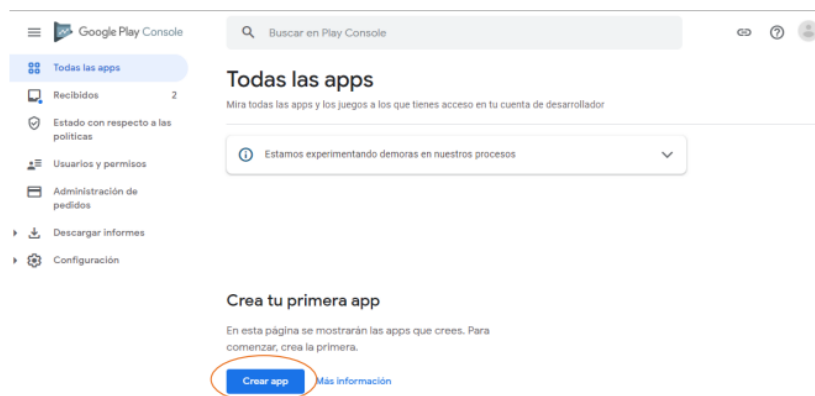 Google Play Console
Buscar en Play Console
Todas las apps
Recibidos 2
Estado con respecto a las
políticas
Usuarios y permisos
Administración de
pedidos
Descargar informes
Configuración
Todas las apps
Mira todas las apps y los juegos a los que tienes acceso en tu cuenta de desarrollador
Estamos experimentando demoras en nuestros procesos
Crea tu primera app
En esta página se mostrarán las apps que crees. Para
comenzar, crea la primera.
Crear app Más información